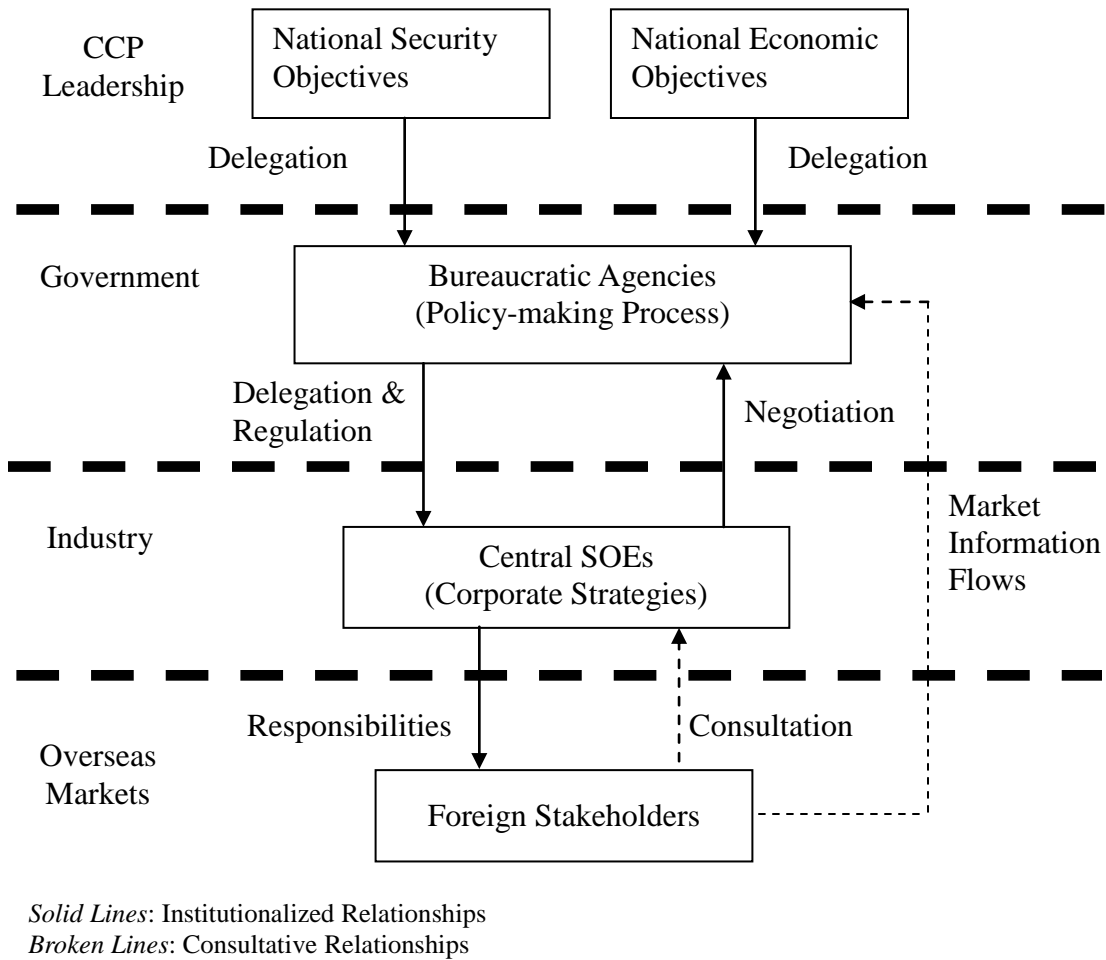 CCP
Leadership
National Security
Objectives
National Economic
Objectives
Delegation
Delegation
Government
Bureaucratic Agencies
(Policy-making Process)
Delegation &
Regulation
Negotiation
Industry
Central SOEs
(Corporate Strategies)
Market
Information
Flows
Responsibilities
Consultation
Overseas
Markets
Foreign Stakeholders
Solid Lines: Institutionalized Relationships
Broken Lines: Consultative Relationships